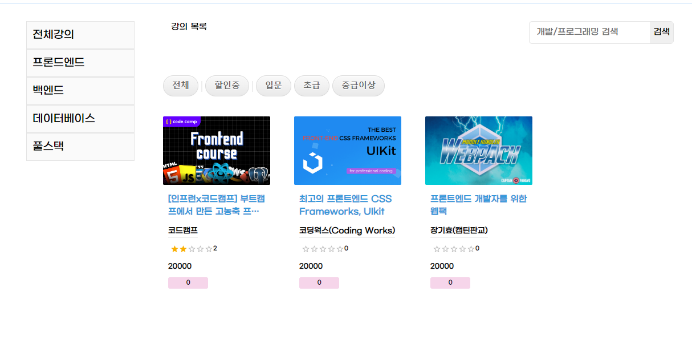 강의 목록
개발/프로그래밍 검색 검색
전체강의
프론트엔드
백엔드
데이터베이스
풀스택
전체 할인중 입문 초급 중급이상
code camp
Frontend
course
HTML JS
[인프런x코드캠프] 부트캠
프에서 만든 고농축 프…
코드캠프
2
20000
0
THE BEST
CSS FRAMEWORKS
UIKit
최고의 프론트엔드 CSS
Frameworks, UIkit
코딩웍스(Coding Works)
0
20000
0
WEBPACK
프론트엔드 개발자를 위한
웹팩
장기효(캡틴판교)
0
20000
0